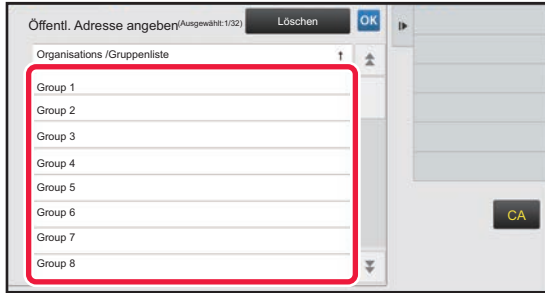 Öffentl. Adresse angeben(Ausgewählt:1/32) Löschen OK
Organisations /Gruppenliste
Group 1
Group 2
Group 3
Group 4
Group 5
Group 6
Group 7
Group 8
CA